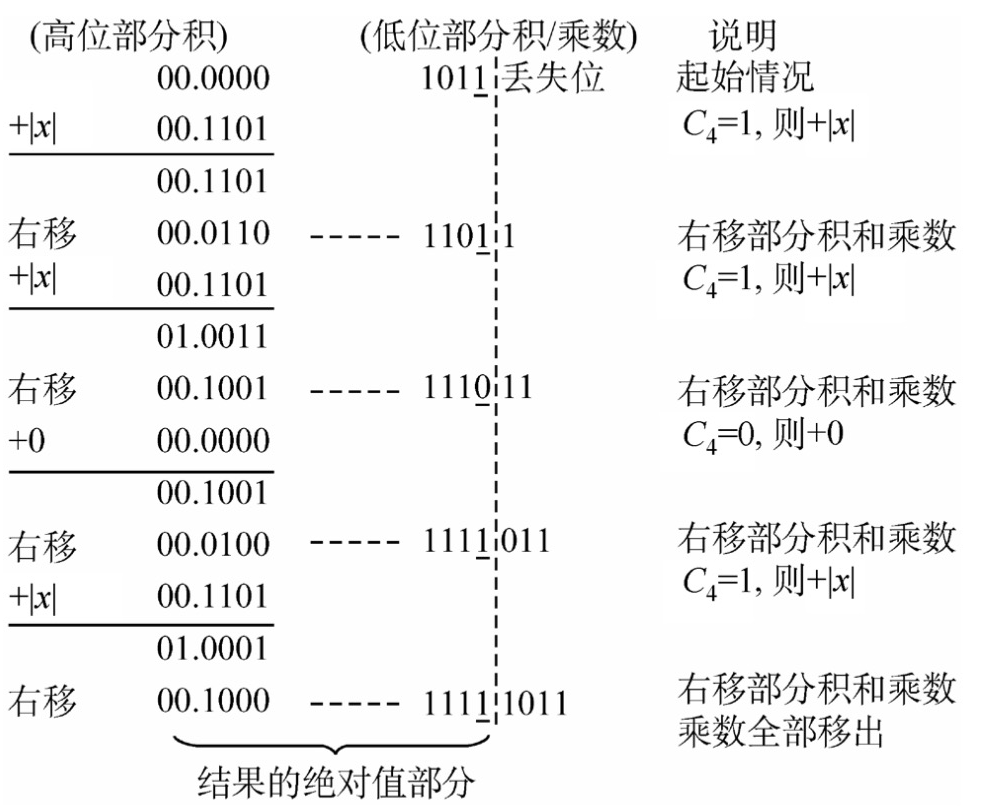 (高位部分积) (低位部分积/乘数) 说明
00.0000 1011 丢失位 起始情况
+|x| 00.1101 C₄=1, 则+|x|
00.1101
右移 00.0110 ----- 1101 1 右移部分积和乘数
+|x| 00.1101 C₄=1, 则+|x|
01.0011
右移 00.1001 ----- 1110 11 右移部分积和乘数
+0 00.0000 C₄=0, 则+0
00.1001
右移 00.0100 ----- 1111 011 右移部分积和乘数
+|x| 00.1101 C₄=1, 则+|x|
01.0001
右移 00.1000 ----- 1111 1011 右移部分积和乘数
乘数全部移出
结果的绝对值部分